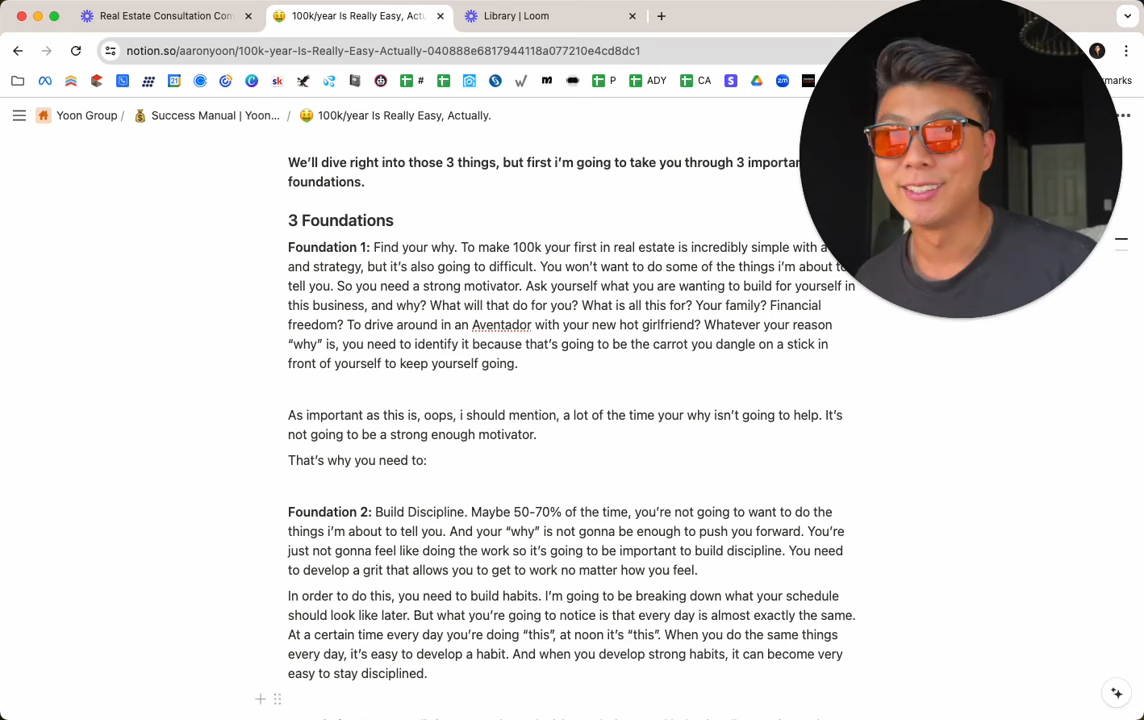 Real Estate Consultation Con
100k/year Is Really Easy, Actu
Library | Loom
notion.so/aaronyoon/100k-year-Is-Really-Easy-Actually-040888e6817944118a077210e4cd8dc1
# P ADY CA
Yoon Group / Success Manual | Yoon... / 100k/year Is Really Easy, Actually.
We’ll dive right into those 3 things, but first i’m going to take you through 3
foundations.
3 Foundations
Foundation 1: Find your why. To make 100k your first in real estate is incredibly simple with a
and strategy, but it’s also going to difficult. You won’t want to do some of the things i’m about to
tell you. So you need a strong motivator. Ask yourself what you are wanting to build for yourself in
this business, and why? What will that do for you? What is all this for? Your family? Financial
freedom? To drive around in an Aventador with your new hot girlfriend? Whatever your reason
“why” is, you need to identify it because that’s going to be the carrot you dangle on a stick in
front of yourself to keep yourself going.
As important as this is, oops, i should mention, a lot of the time your why isn’t going to help. It’s
not going to be a strong enough motivator.
That’s why you need to:
Foundation 2: Build Discipline. Maybe 50-70% of the time, you’re not going to want to do the
things i’m about to tell you. And your “why” is not gonna be enough to push you forward. You’re
just not gonna feel like doing the work so it’s going to be important to build discipline. You need
to develop a grit that allows you to get to work no matter how you feel.
In order to do this, you need to build habits. I’m going to be breaking down what your schedule
should look like later. But what you’re going to notice is that every day is almost exactly the same.
At a certain time every day you’re doing “this”, at noon it’s “this”. When you do the same things
every day, it’s easy to develop a habit. And when you develop strong habits, it can become very
easy to stay disciplined.